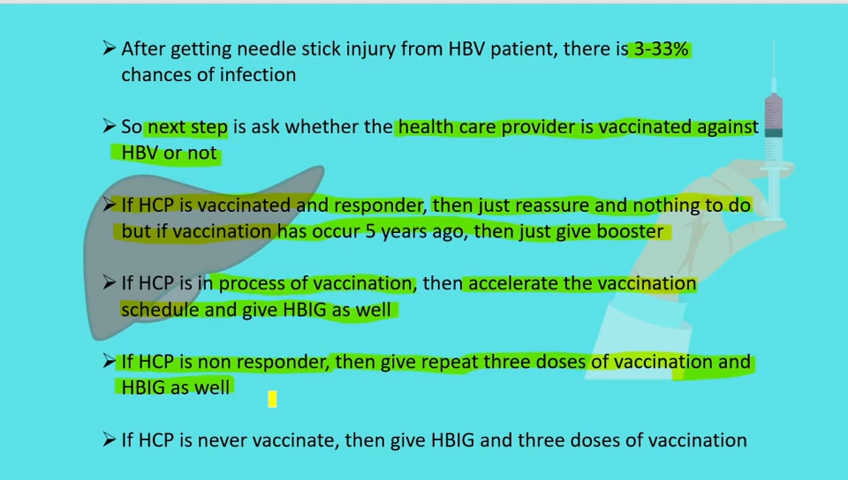 ➢ After getting needle stick injury from HBV patient, there is 3-33%
chances of infection
➢ So next step is ask whether the health care provider is vaccinated against
HBV or not
➢ If HCP is vaccinated and responder, then just reassure and nothing to do
but if vaccination has occur 5 years ago, then just give booster
➢ If HCP is in process of vaccination, then accelerate the vaccination
schedule and give HBIG as well
➢ If HCP is non responder, then give repeat three doses of vaccination and
HBIG as well
➢ If HCP is never vaccinate, then give HBIG and three doses of vaccination